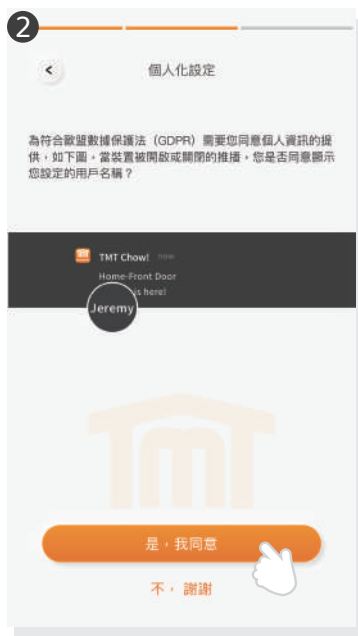 2
個人化設定
為符合歐盟數據保護法（GDPR）需要您同意個人資訊的提
供，如下圖，當裝置被開啟或關閉的推播，您是否同意顯示
您設定的用戶名稱？
TMT Chow! now
Home-Front Door
Jeremy is here!
是，我同意
不，謝謝